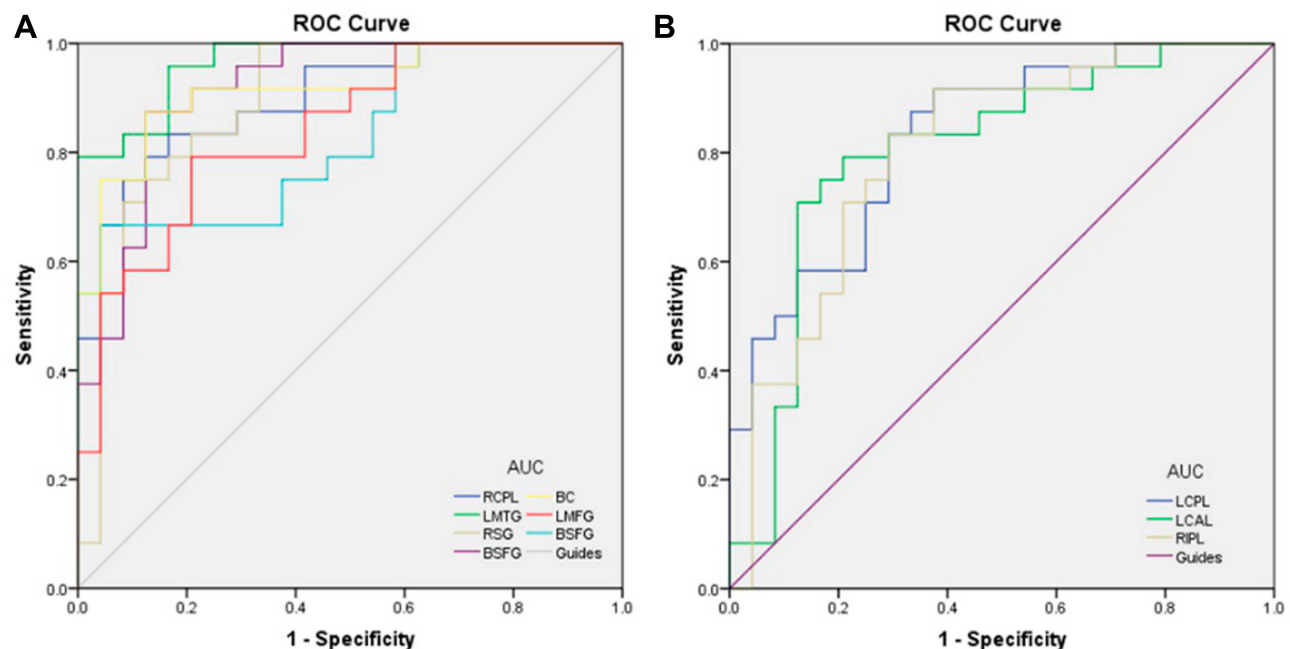 A
ROC Curve
1.0
0.8
0.6
0.4
0.2
0.0
Sensitivity
AUC
RCPL BC
LMTG LMFG
RSG BSFG
BSFG Guides
0.0 0.2 0.4 0.6 0.8 1.0
1 - Specificity
B
ROC Curve
1.0
0.8
0.6
0.4
0.2
0.0
Sensitivity
AUC
LCPL
LCAL
RIPL
Guides
0.0 0.2 0.4 0.6 0.8 1.0
1 - Specificity